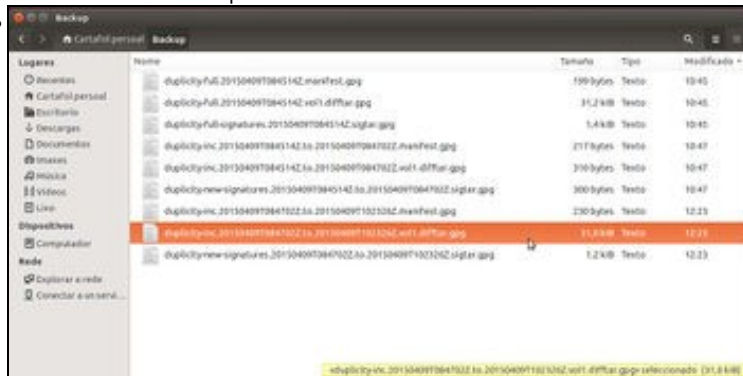 Backup
Cartafol persoal Backup
Lugares
Recentes
Cartafol persoal
Escritorio
Descargas
Documentos
Imaxes
Música
Vídeos
Lixo
Dispositivos
Computador
Rede
Explorar a rede
Conectar a un servi...
Nome Tamaño Tipo Modificado
duplicity-full.20150409T084514Z.manifest.gpg 199 bytes Texto 10:45
duplicity-full.20150409T084514Z.vol1.difftar.gpg 31,2 kB Texto 10:45
duplicity-full-signatures.20150409T084514Z.sigtar.gpg 1,4 kB Texto 10:45
duplicity-inc.20150409T084514Z.to.20150409T084702Z.manifest.gpg 217 bytes Texto 10:47
duplicity-inc.20150409T084514Z.to.20150409T084702Z.vol1.difftar.gpg 310 bytes Texto 10:47
duplicity-new-signatures.20150409T084514Z.to.20150409T084702Z.sigtar.gpg 300 bytes Texto 10:47
duplicity-inc.20150409T084702Z.to.20150409T102326Z.manifest.gpg 230 bytes Texto 12:23
duplicity-inc.20150409T084702Z.to.20150409T102326Z.vol1.difftar.gpg 31,8 kB Texto 12:23
duplicity-new-signatures.20150409T084702Z.to.20150409T102326Z.sigtar.gpg 1,2 kB Texto 12:23
«duplicity-inc.20150409T084702Z.to.20150409T102326Z.vol1.difftar.gpg» seleccionado (31,8 kB)